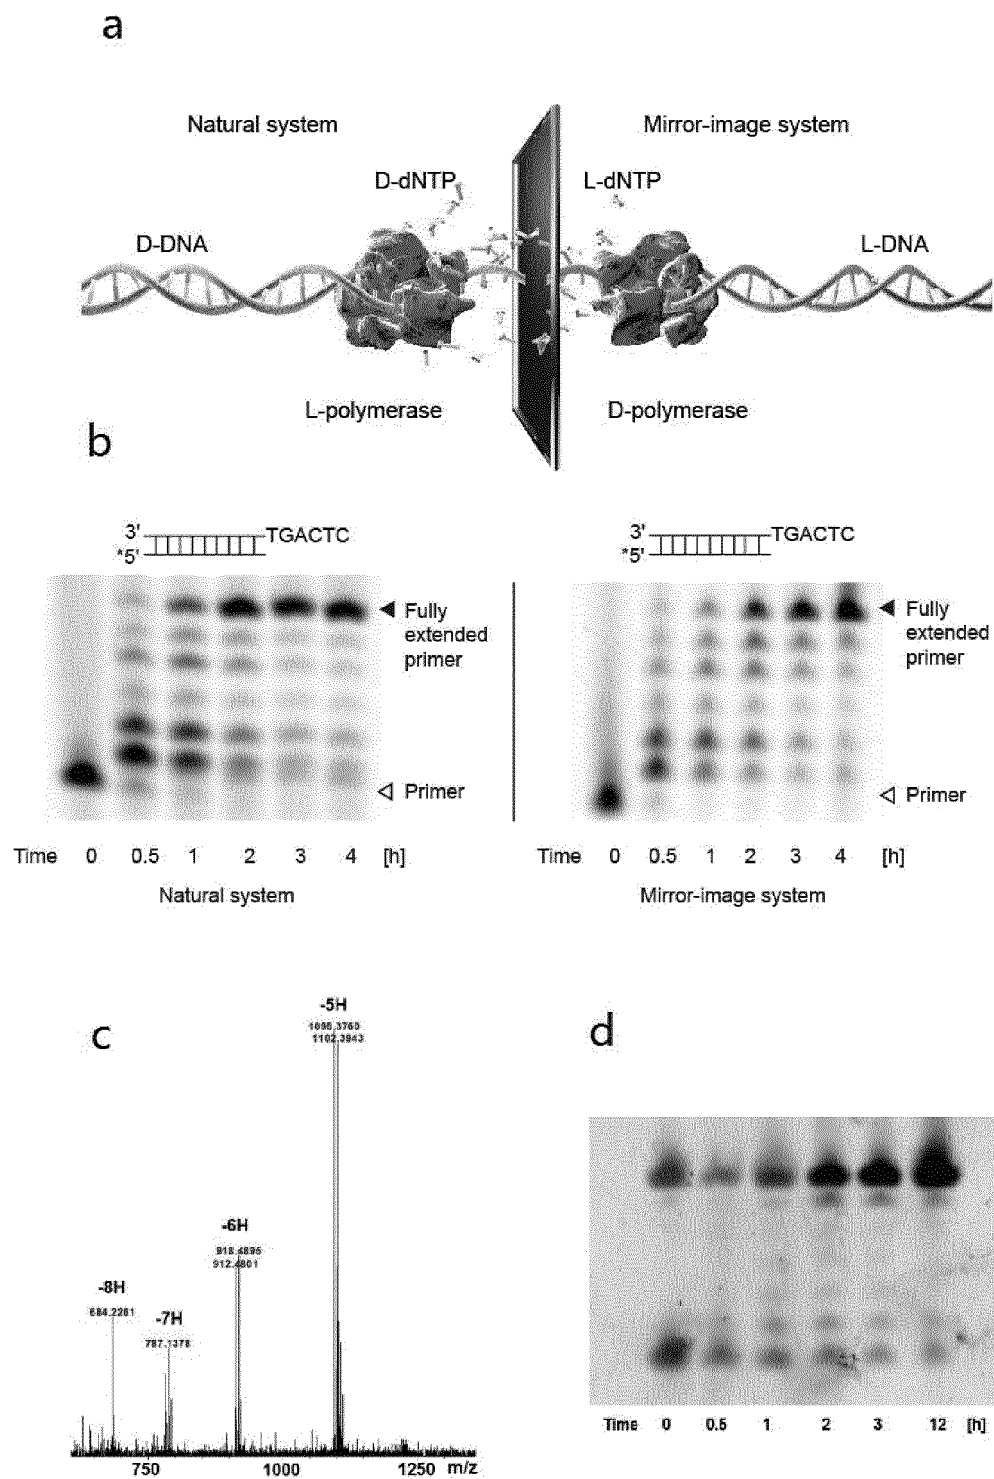 a
Natural system
Mirror-image system
D-dNTP
L-dNTP
D-DNA
L-DNA
L-polymerase
D-polymerase
b
3'
TGACTC
*5'
Fully
extended
primer
Primer
Time 0 0.5 1 2 3 4 [h]
Natural system
3'
TGACTC
*5'
Fully
extended
primer
Primer
Time 0 0.5 1 2 3 4 [h]
Mirror-image system
c
-5H
1102.3943
-6H
918.4895
912.4801
-8H
684.2261
-7H
787.1378
750 1000 1250 m/z
d
Time 0 0.5 1 2 3 12 [h]